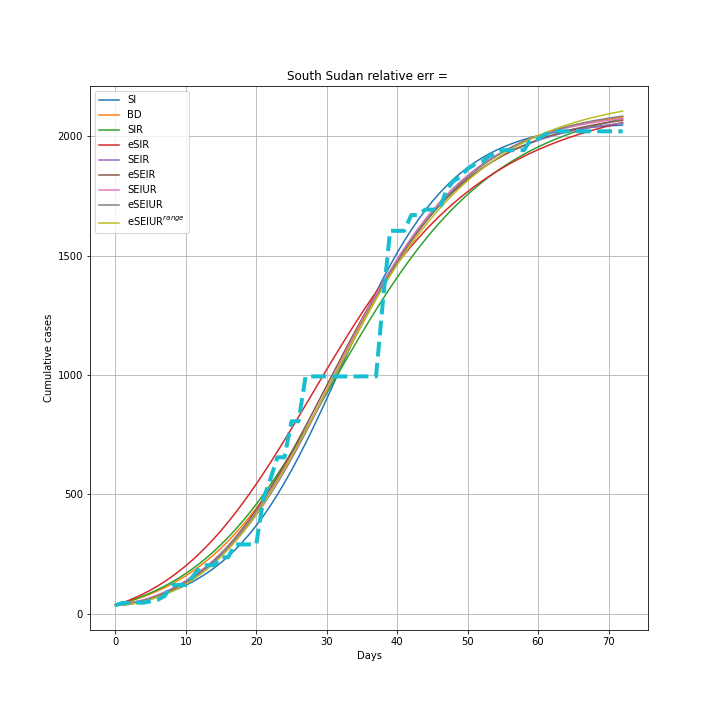 South Sudan relative err =
SI
BD
SIR
eSIR
SEIR
eSEIR
SEIUR
eSEIUR
eSEIUR^range
2000
1500
1000
500
0
Cumulative cases
0 10 20 30 40 50 60 70
Days